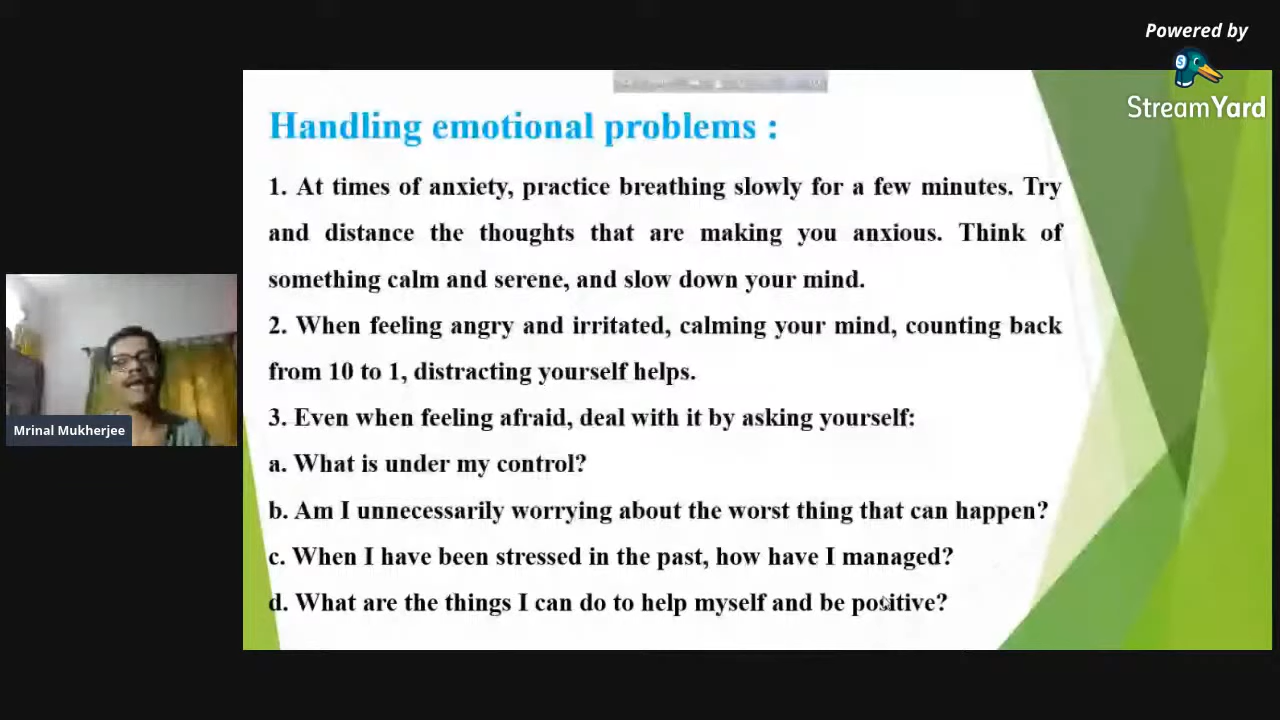 Powered by
StreamYard
Handling emotional problems :
1. At times of anxiety, practice breathing slowly for a few minutes. Try
and distance the thoughts that are making you anxious. Think of
something calm and serene, and slow down your mind.
2. When feeling angry and irritated, calming your mind, counting back
from 10 to 1, distracting yourself helps.
3. Even when feeling afraid, deal with it by asking yourself:
a. What is under my control?
b. Am I unnecessarily worrying about the worst thing that can happen?
c. When I have been stressed in the past, how have I managed?
d. What are the things I can do to help myself and be positive?
Mrinal Mukherjee